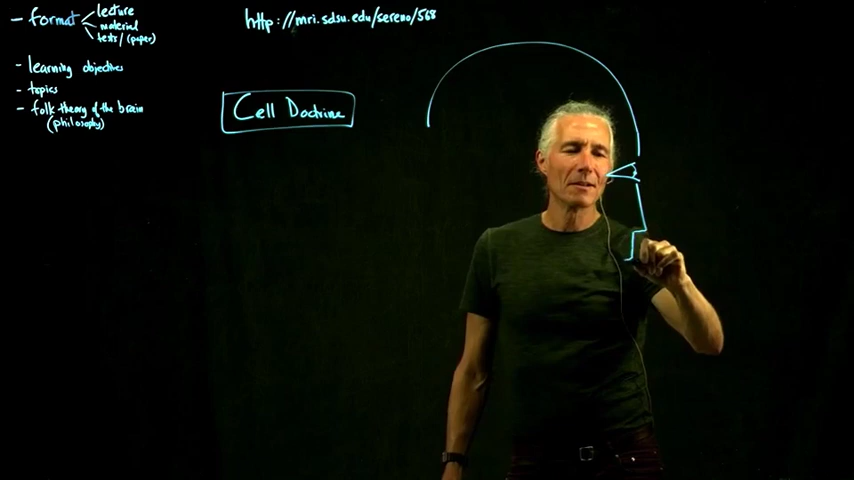 - format
lecture
material
tests/(paper)
- learning objectives
- topics
- folk theory of the brain
(philosophy)
http://mri.sdsu.edu/sereno/568
Cell Doctrine